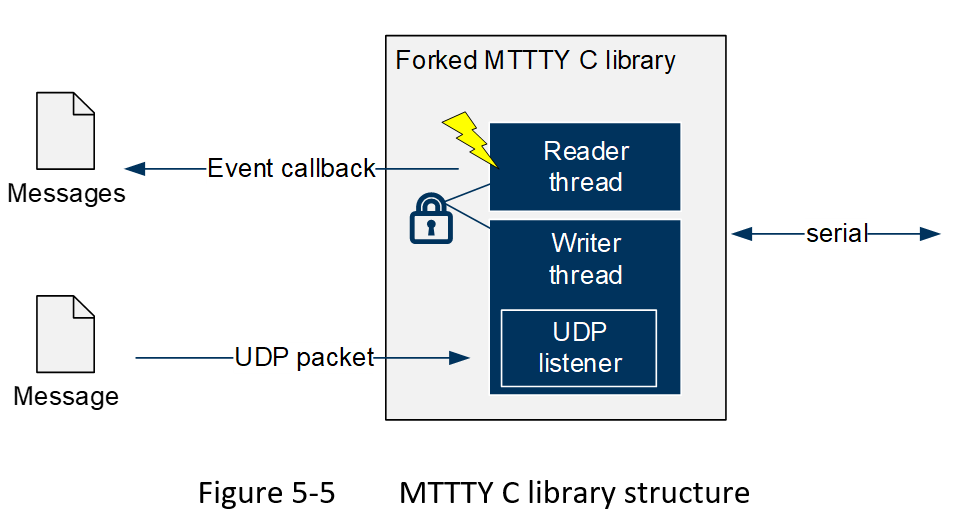 Forked MTTTY C library
Reader
thread
Event callback
Messages
Writer
thread
serial
UDP
listener
UDP packet
Message
Figure 5-5 MTTTY C library structure